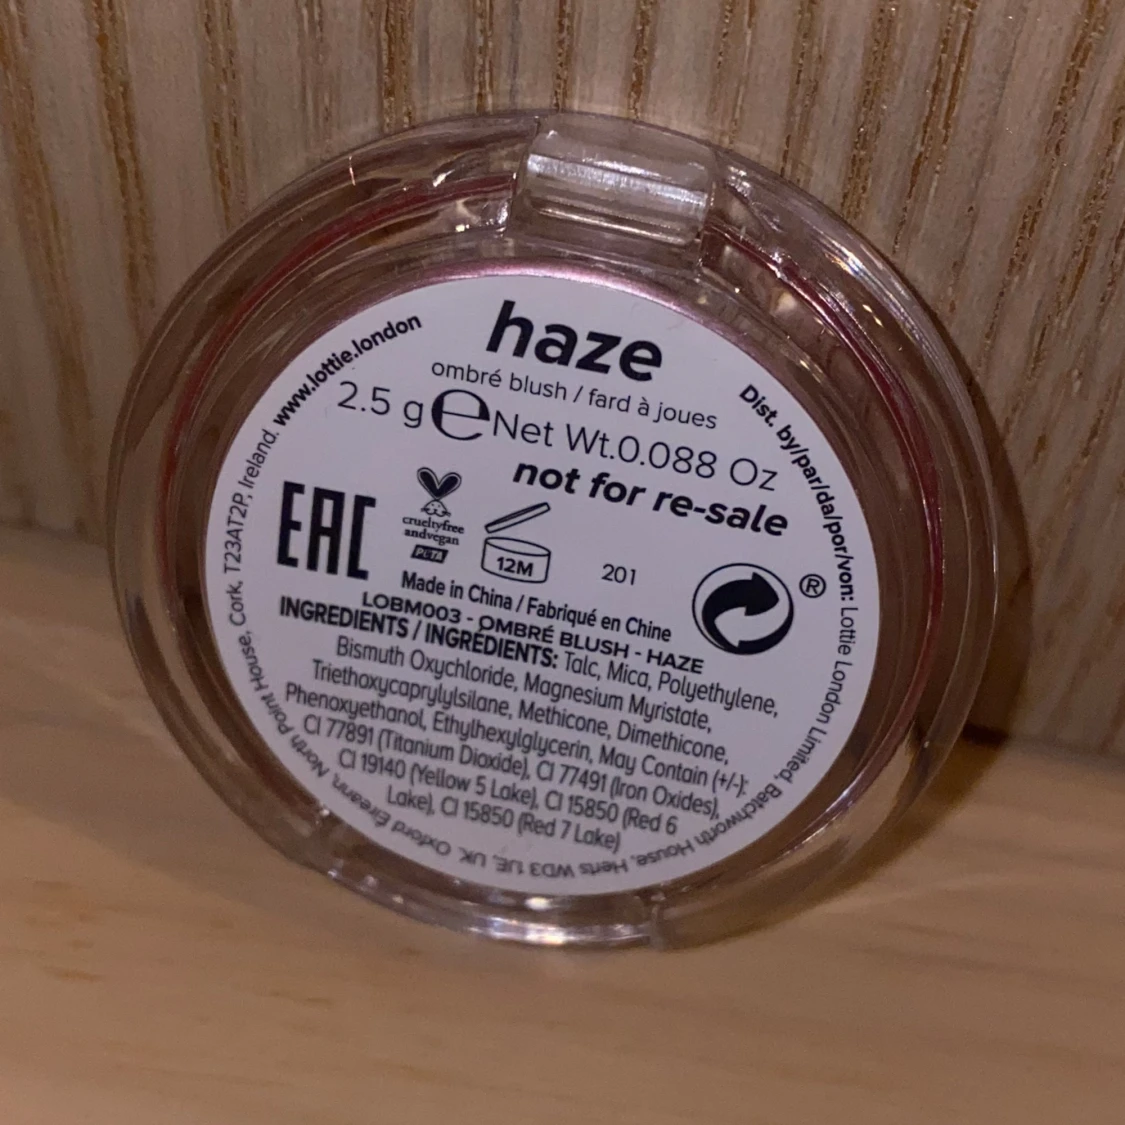 haze
ombré blush / fard à joues
2.5 g ℮ Net Wt.0.088 Oz
not for re-sale
EAC
crueltyfree
andvegan
PETA
12M
201
®
Made in China / Fabriqué en Chine
LOBM003 - OMBRÉ BLUSH - HAZE
INGREDIENTS / INGRÉDIENTS: Talc, Mica, Polyethylene,
Bismuth Oxychloride, Magnesium Myristate,
Triethoxycaprylylsilane, Methicone, Dimethicone,
Phenoxyethanol, Ethylhexylglycerin, May Contain (+/-):
CI 77891 (Titanium Dioxide), CI 77491 (Iron Oxides),
CI 19140 (Yellow 5 Lake), CI 15850 (Red 6
Lake), CI 15850 (Red 7 Lake)
Dist. by/par/da/por/vom: Lottie London Limited, Batchworth House, Herts WD3 1JE, UK. Oxford Éireann, North Point House, Cork, T23AT2P, Ireland. www.lottie.london